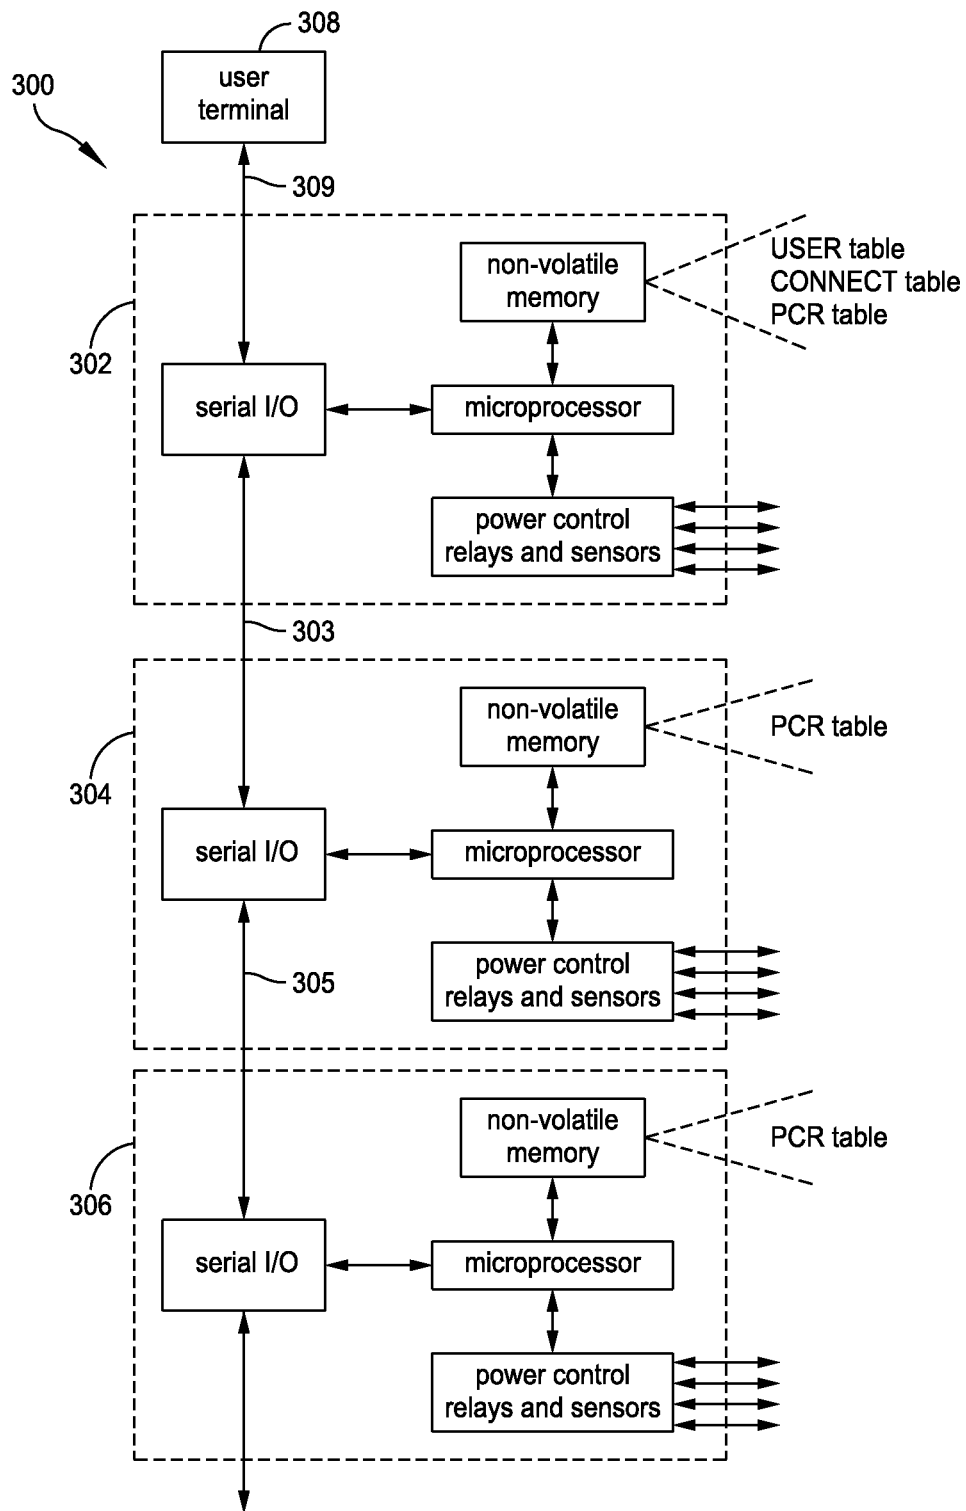 308
user
terminal
300
309
non-volatile
memory
USER table
CONNECT table
PCR table
302
serial I/O
microprocessor
power control
relays and sensors
303
non-volatile
memory
PCR table
304
serial I/O
microprocessor
power control
relays and sensors
305
non-volatile
memory
PCR table
306
serial I/O
microprocessor
power control
relays and sensors